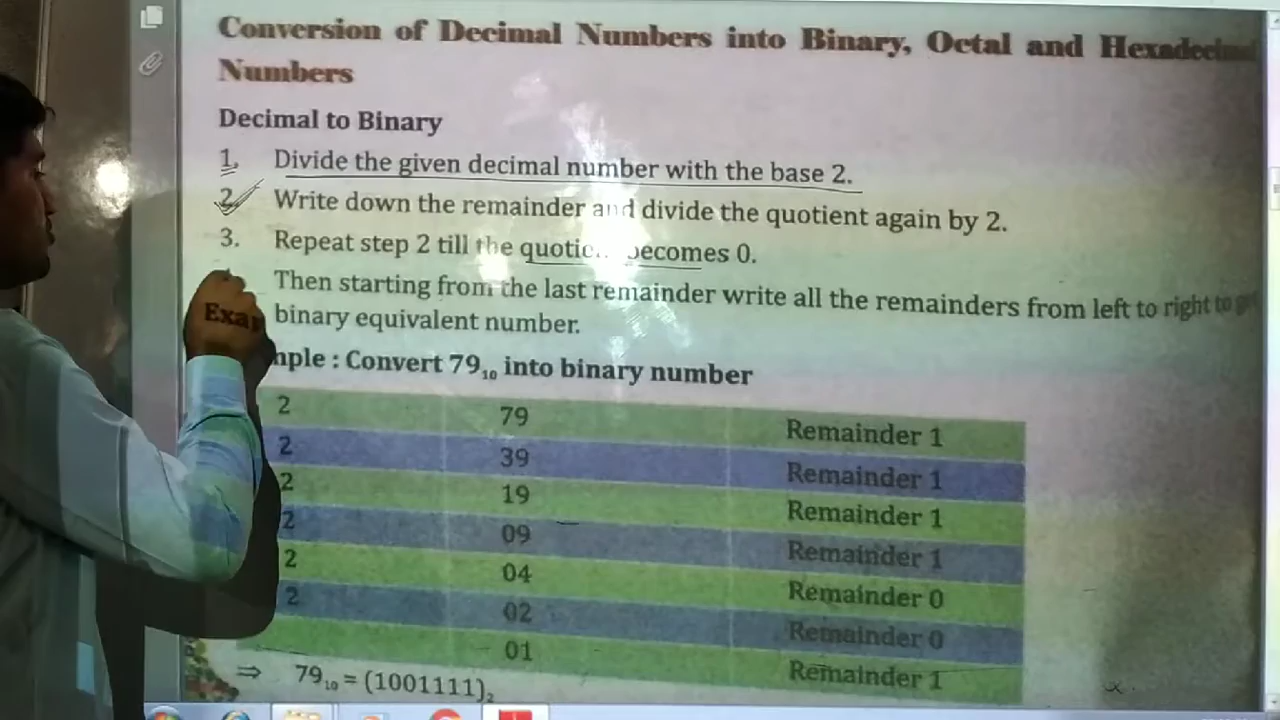 Conversion of Decimal Numbers into Binary, Octal and
Numbers
Decimal to Binary
1. Divide the given decimal number with the base 2.
2. Write down the remainder and divide the quotient again by 2.
3. Repeat step 2 till the becomes 0.
Then starting from the last remainder write all the remainders from left to right to
binary equivalent number.
: Convert 79₁₀ into binary number
2 79 Remainder 1
2 39 Remainder 1
2 19 Remainder 1
2 09 Remainder 1
2 04 Remainder 0
2 02 Remainder 0
01 Remainder 1
⇒ 79₁₀ = (1001111)₂